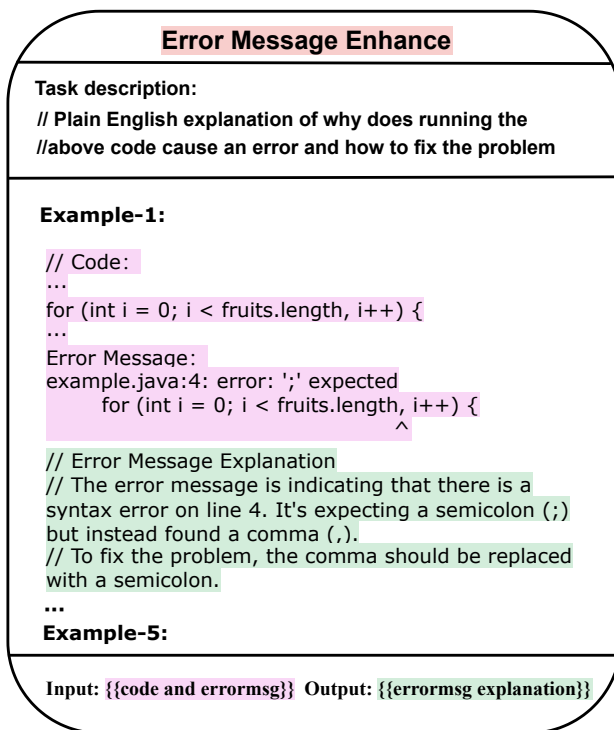 Error Message Enhance
Task description:
// Plain English explanation of why does running the
//above code cause an error and how to fix the problem
Example-1:
// Code:
...
for (int i = 0; i < fruits.length, i++) {
...
Error Message:
example.java:4: error: ';' expected
for (int i = 0; i < fruits.length, i++) {
^
// Error Message Explanation
// The error message is indicating that there is a
syntax error on line 4. It's expecting a semicolon (;)
but instead found a comma (,).
// To fix the problem, the comma should be replaced
with a semicolon.
...
Example-5:
Input: {{code and errormsg}} Output: {{errormsg explanation}}